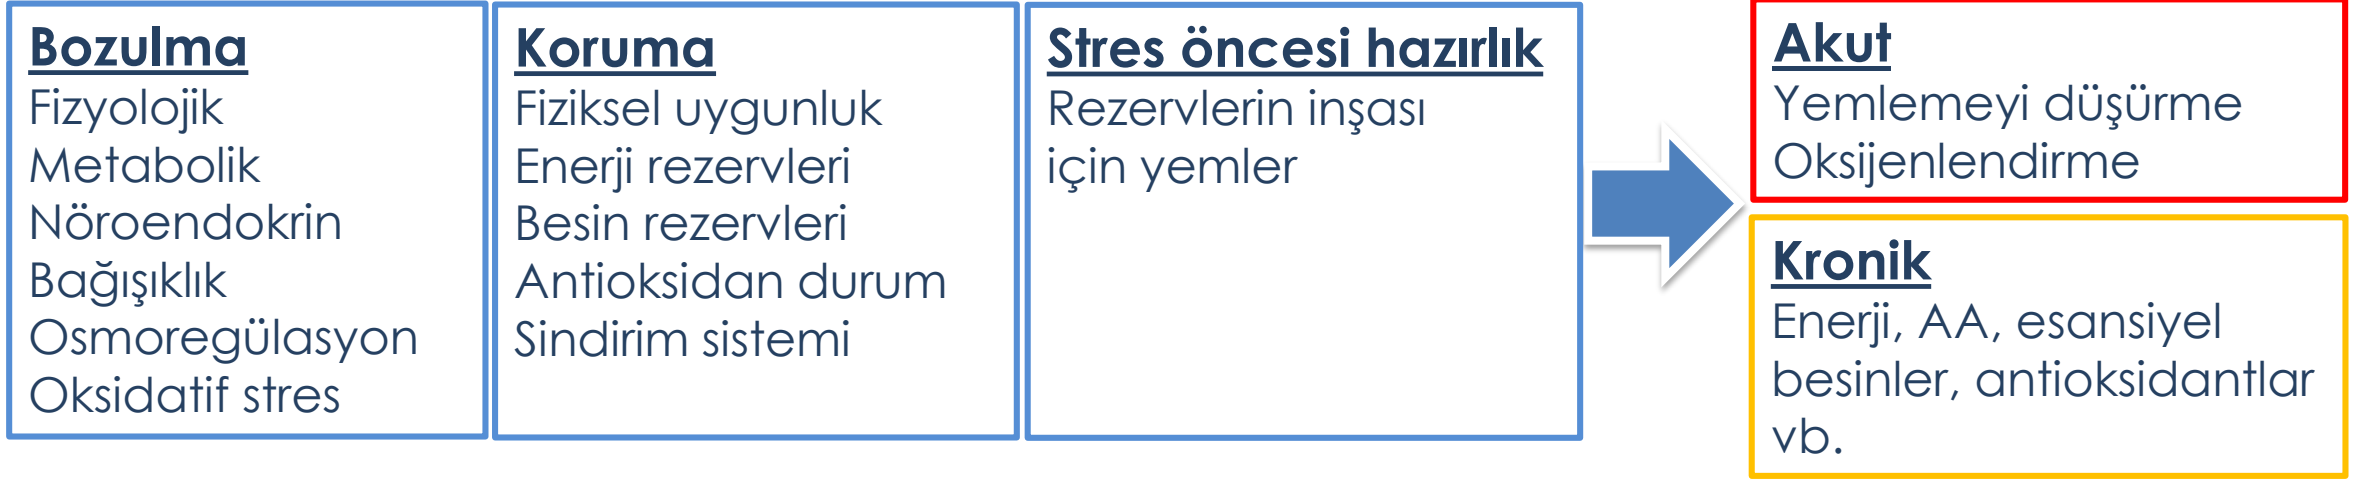 Bozulma
Fizyolojik
Metabolik
Nöroendokrin
Bağışıklık
Osmoregülasyon
Oksidatif stres
Koruma
Fiziksel uygunluk
Enerji rezervleri
Besin rezervleri
Antioksidan durum
Sindirim sistemi
Stres öncesi hazırlık
Rezervlerin inşası
için yemler
Akut
Yemlemeyi düşürme
Oksijenlendirme
Kronik
Enerji, AA, esansiyel
besinler, antioksidantlar
vb.